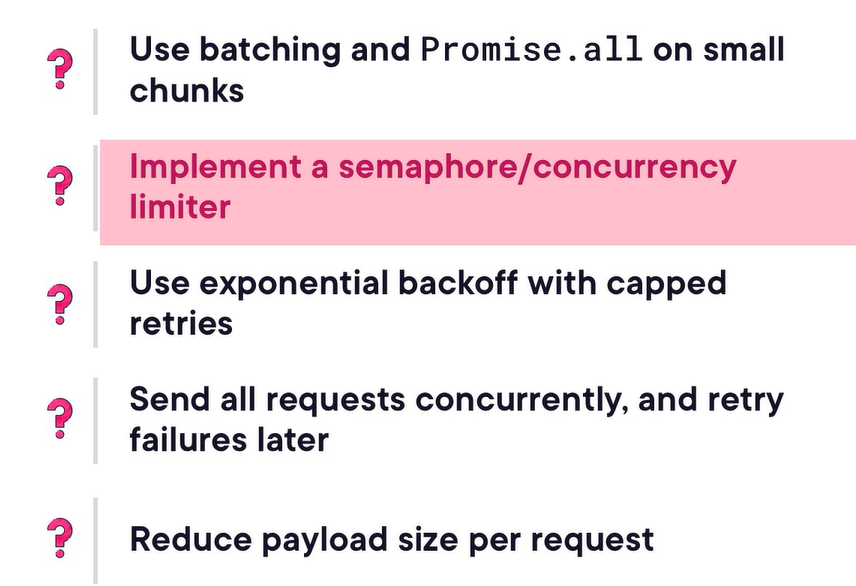 Use batching and Promise.all on small
chunks
Implement a semaphore/concurrency
limiter
Use exponential backoff with capped
retries
Send all requests concurrently, and retry
failures later
Reduce payload size per request